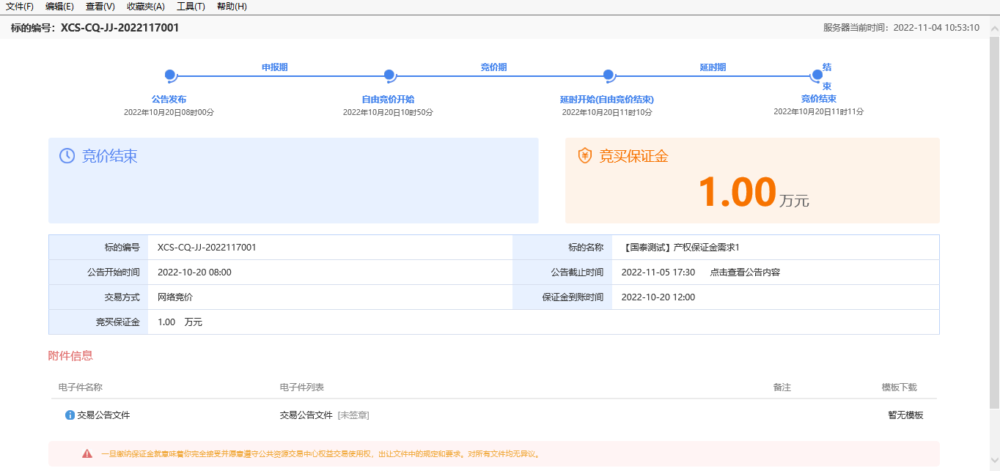 文件(F) 编辑(E) 查看(V) 收藏夹(A) 工具(T) 帮助(H)
标的编号：XCS-CQ-JJ-2022117001 服务器当前时间：2022-11-04 10:53:10
申报期 竞价期 延时期 结
束
公告发布 自由竞价开始 延时开始(自由竞价结束) 竞价结束
2022年10月20日08时00分 2022年10月20日10时50分 2022年10月20日11时10分 2022年10月20日11时11分
竞价结束 竞买保证金
1.00万元
标的编号 XCS-CQ-JJ-2022117001 标的名称 【国泰测试】产权保证金需求1
公告开始时间 2022-10-20 08:00 公告截止时间 2022-11-05 17:30 点击查看公告内容
交易方式 网络竞价 保证金到账时间 2022-10-20 12:00
竞买保证金 1.00 万元
附件信息
电子件名称 电子件列表 备注 模板下载
交易公告文件 交易公告文件 [未签章] 暂无模板
一旦缴纳保证金就意味着你完全接受并愿意遵守公共资源交易中心权益交易使用权，出让文件中的规定和要求。对所有文件均无异议。